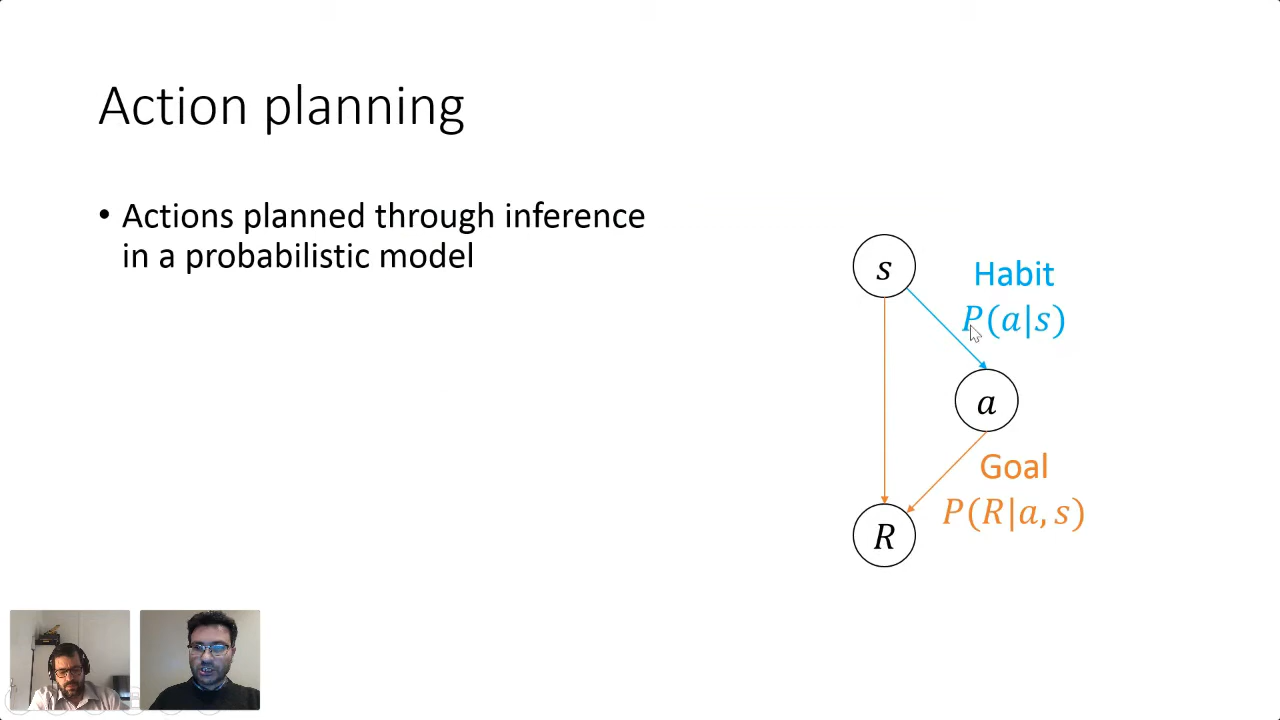 Action planning
• Actions planned through inference
in a probabilistic model
s
Habit
P(a|s)
a
Goal
P(R|a, s)
R